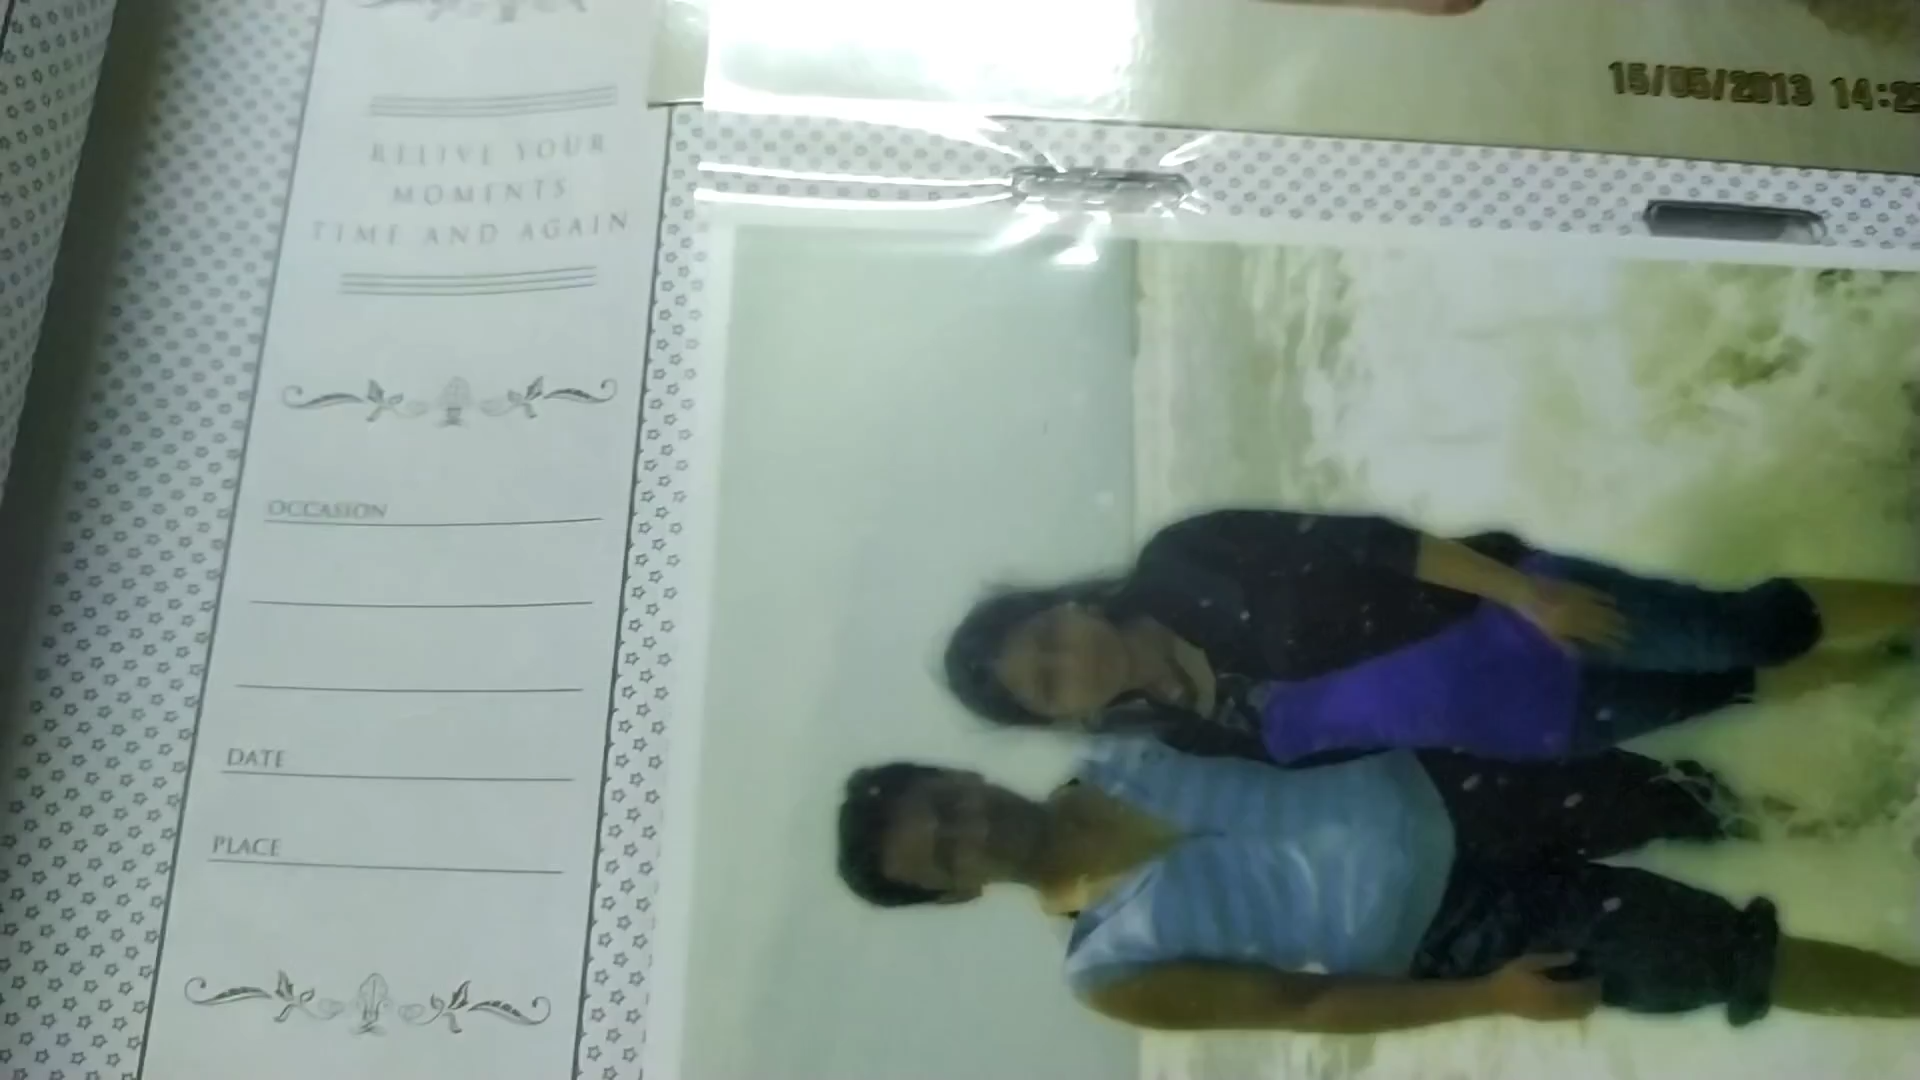 15/05/2013 14:2
RELIVE YOUR
MOMENTS
TIME AND AGAIN
OCCASION
DATE
PLACE